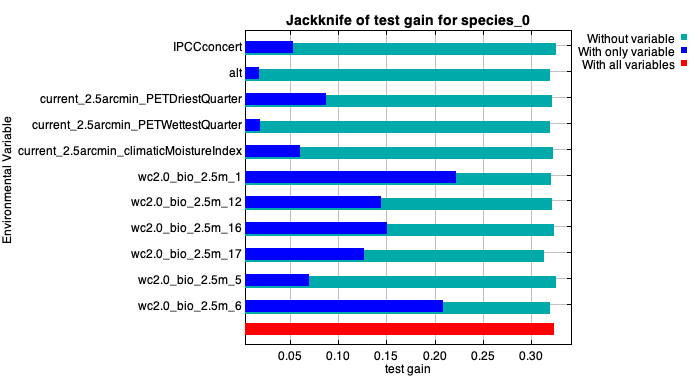 Jackknife of test gain for species_0
Without variable
With only variable
With all variables
Environmental Variable
IPCCconcert
alt
current_2.5arcmin_PETDriestQuarter
current_2.5arcmin_PETWettestQuarter
current_2.5arcmin_climaticMoistureIndex
wc2.0_bio_2.5m_1
wc2.0_bio_2.5m_12
wc2.0_bio_2.5m_16
wc2.0_bio_2.5m_17
wc2.0_bio_2.5m_5
wc2.0_bio_2.5m_6
0.05 0.10 0.15 0.20 0.25 0.30
test gain